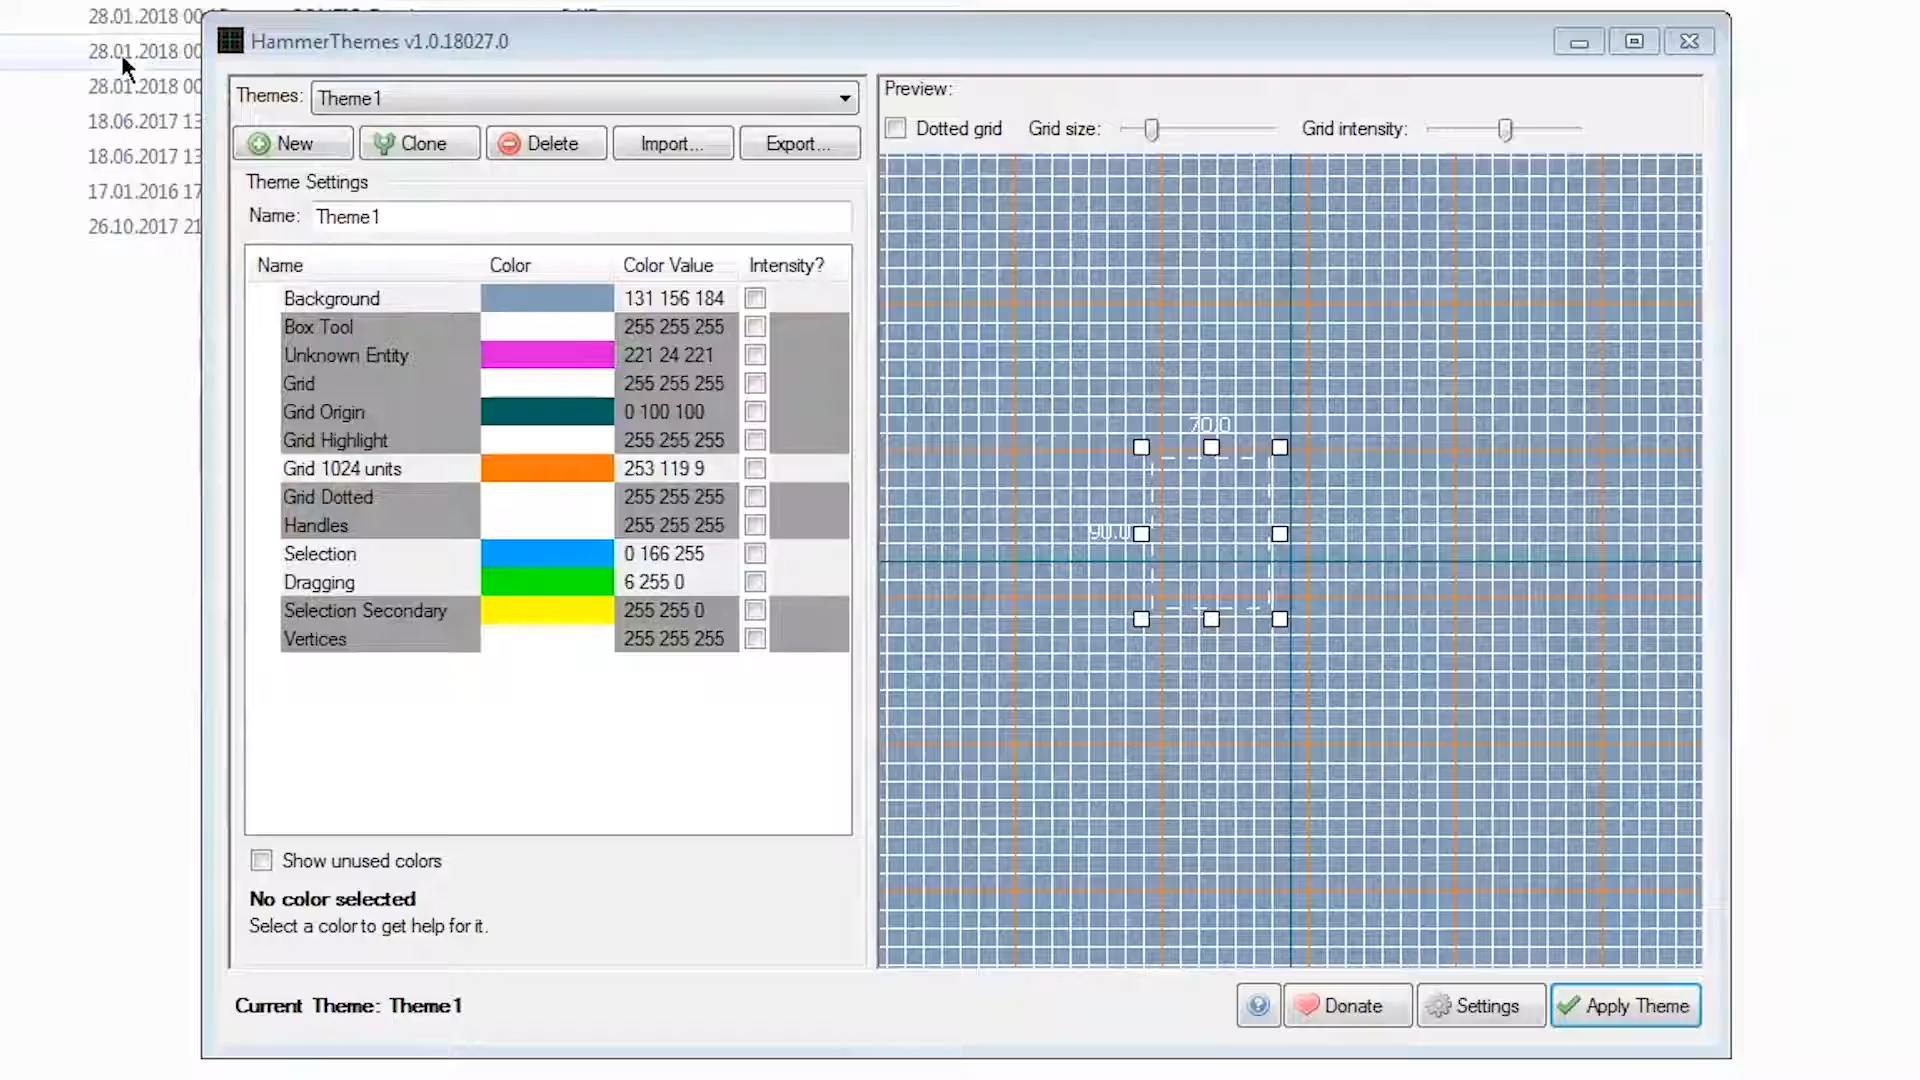 28.01.2018 00
HammerThemes v1.0.18027.0
28.01.2018 00
28.01.2018 00
18.06.2017 13
18.06.2017 13
17.01.2016 17
26.10.2017 21
Themes: Theme1
New Clone Delete Import... Export...
Theme Settings
Name: Theme1
Name Color Color Value Intensity?
Background 131 156 184
Box Tool 255 255 255
Unknown Entity 221 24 221
Grid 255 255 255
Grid Origin 0 100 100
Grid Highlight 255 255 255
Grid 1024 units 253 119 9
Grid Dotted 255 255 255
Handles 255 255 255
Selection 0 166 255
Dragging 6 255 0
Selection Secondary 255 255 0
Vertices 255 255 255
Show unused colors
No color selected
Select a color to get help for it.
Preview:
Dotted grid Grid size: Grid intensity:
70.0
90.0
Current Theme: Theme1
Donate Settings Apply Theme